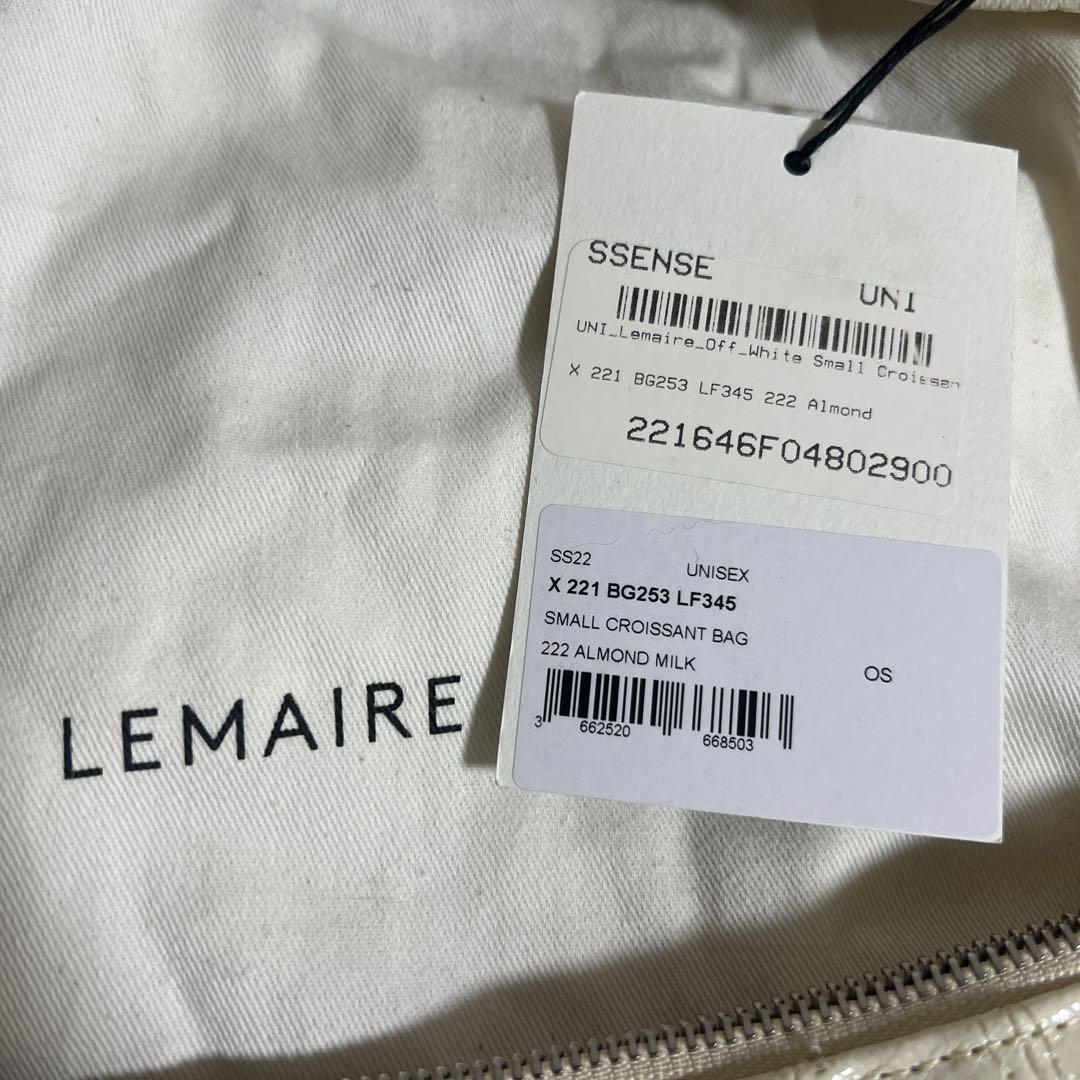 SSENSE
UNI
UNI_Lemaire_Off_White Small Croissan
X 221 BG253 LF345 222 Almond
221646F04802900
SS22 UNISEX
X 221 BG253 LF345
SMALL CROISSANT BAG
222 ALMOND MILK OS
3 662520 668503
LEMAIRE